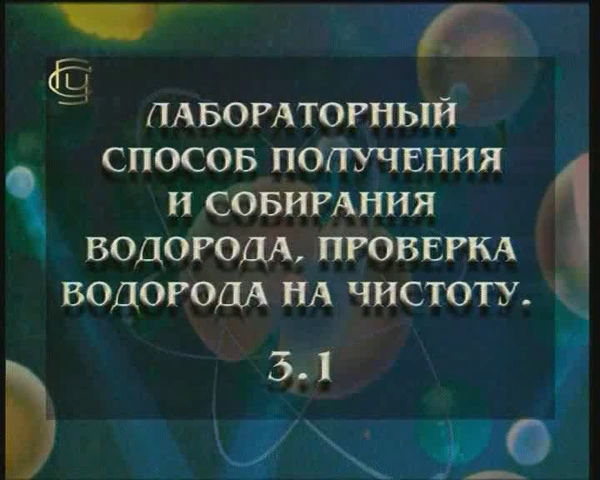 ЛАБОРАТОРНЫЙ
СПОСОБ ПОЛУЧЕНИЯ
И СОБИРАНИЯ
ВОДОРОДА, ПРОВЕРКА
ВОДОРОДА НА ЧИСТОТУ.
3.1